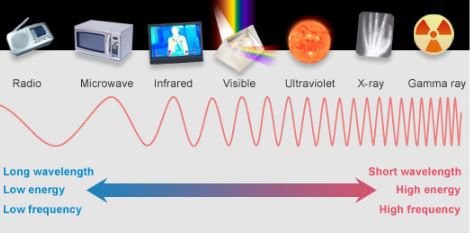 Radio Microwave Infrared Visible Ultraviolet X-ray Gamma ray
Long wavelength Short wavelength
Low energy High energy
Low frequency High frequency